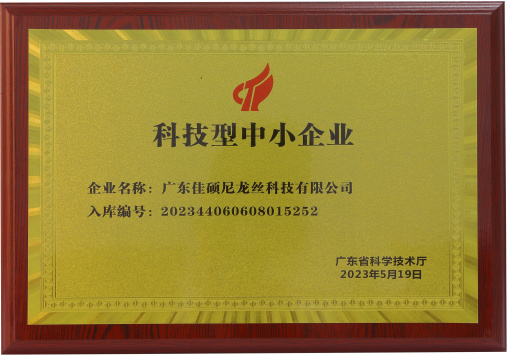 科技型中小企业
企业名称：广东佳硕尼龙丝科技有限公司
入库编号：202344060608015252
广东省科学技术厅
2023年5月19日